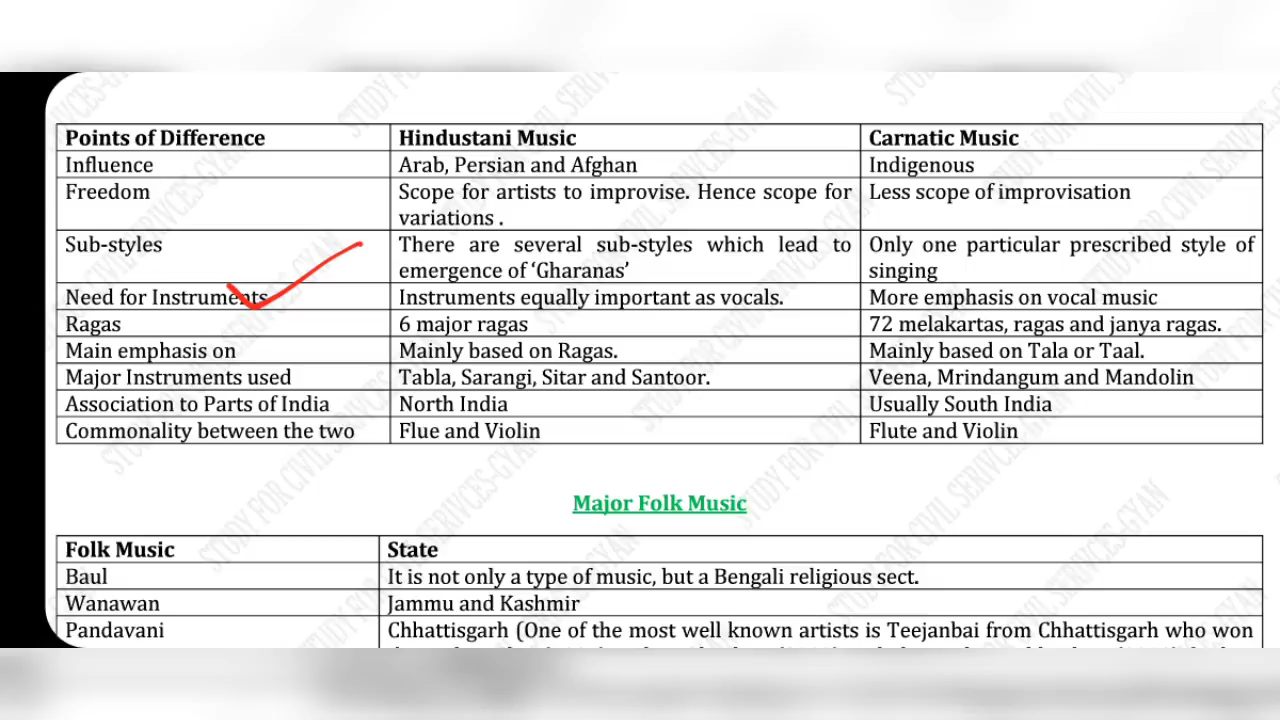 Points of Difference Hindustani Music Carnatic Music
Influence Arab, Persian and Afghan Indigenous
Freedom Scope for artists to improvise. Hence scope for Less scope of improvisation
variations .
Sub-styles There are several sub-styles which lead to Only one particular prescribed style of
emergence of ‘Gharanas’ singing
Need for Instruments Instruments equally important as vocals. More emphasis on vocal music
Ragas 6 major ragas 72 melakartas, ragas and janya ragas.
Main emphasis on Mainly based on Ragas. Mainly based on Tala or Taal.
Major Instruments used Tabla, Sarangi, Sitar and Santoor. Veena, Mrindangum and Mandolin
Association to Parts of India North India Usually South India
Commonality between the two Flue and Violin Flute and Violin
Major Folk Music
Folk Music State
Baul It is not only a type of music, but a Bengali religious sect.
Wanawan Jammu and Kashmir
Pandavani Chhattisgarh (One of the most well known artists is Teejanbai from Chhattisgarh who won